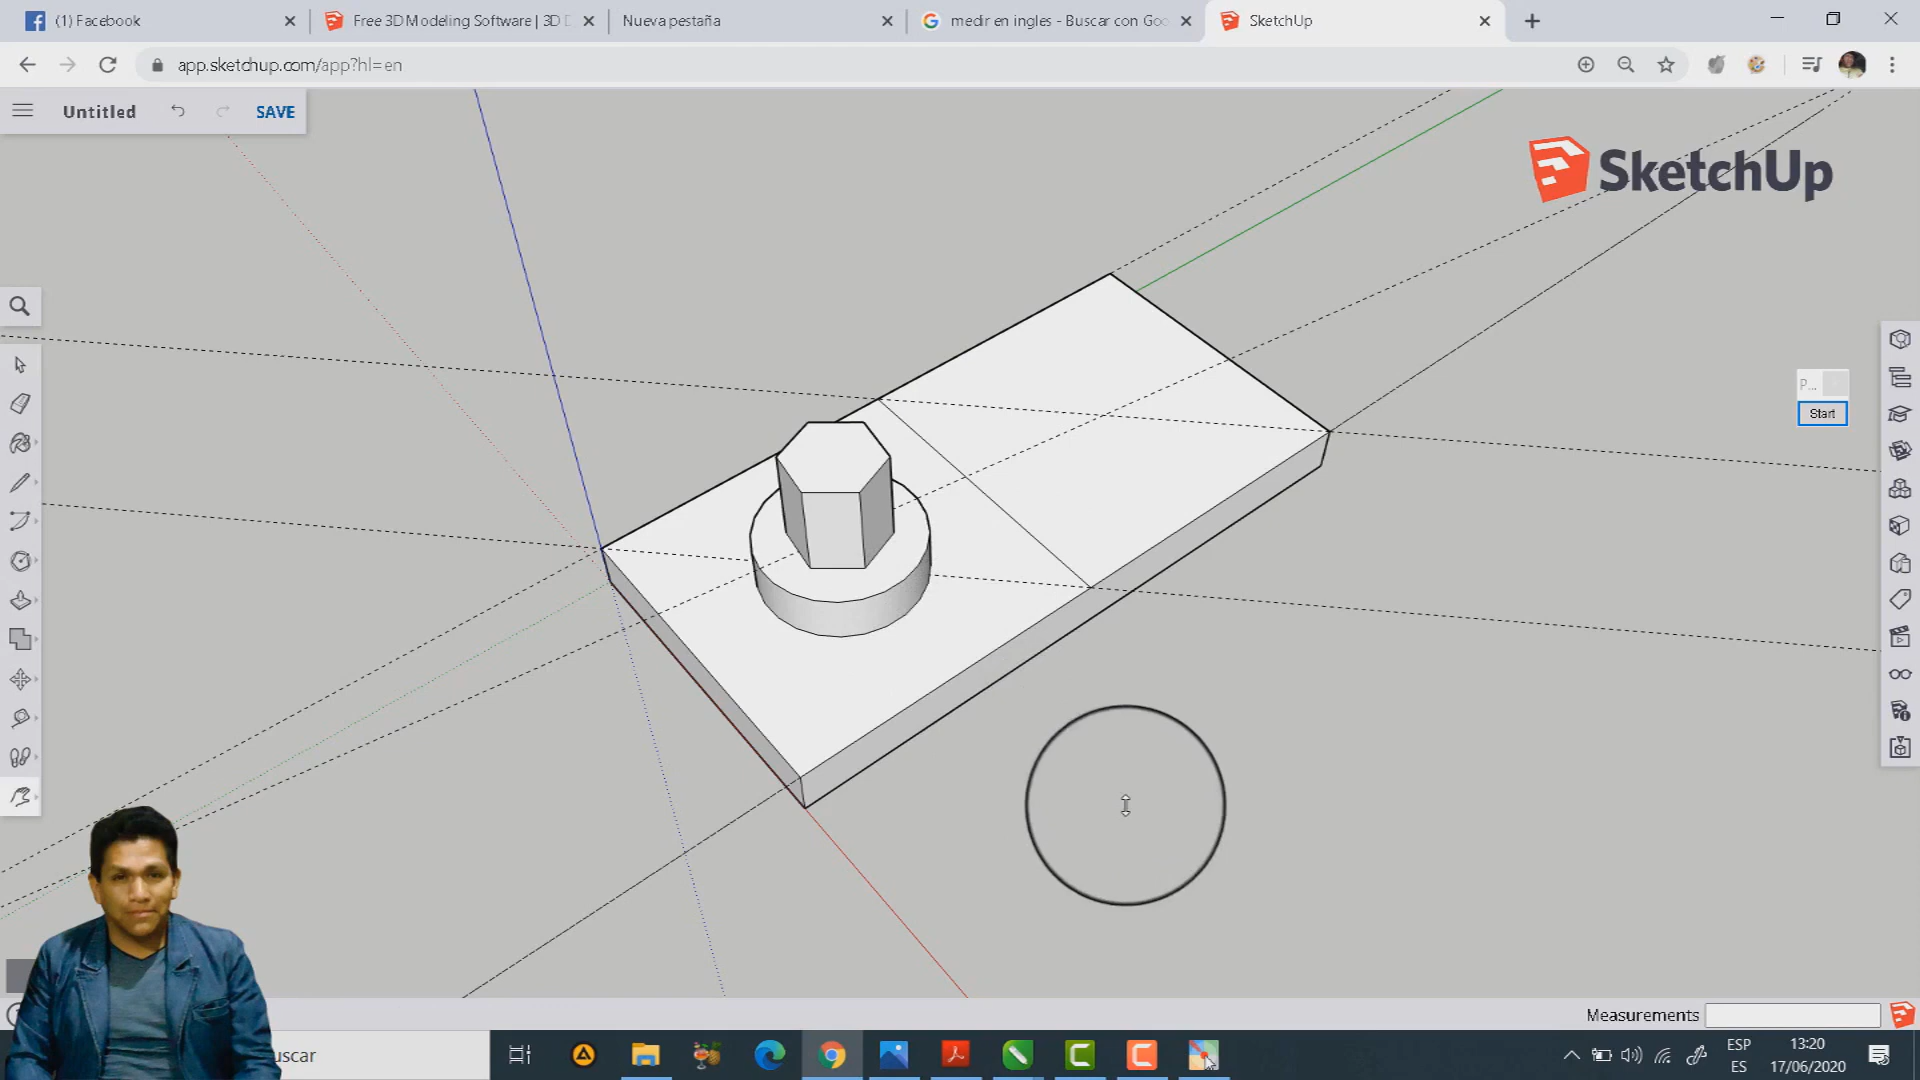 (1) Facebook
Free 3D Modeling Software | 3D D
Nueva pestaña
medir en ingles - Buscar con Goo
SketchUp
app.sketchup.com/app?hl=en
Untitled
SAVE
SketchUp
P...
Start
Measurements
uscar
ESP
ES
13:20
17/06/2020